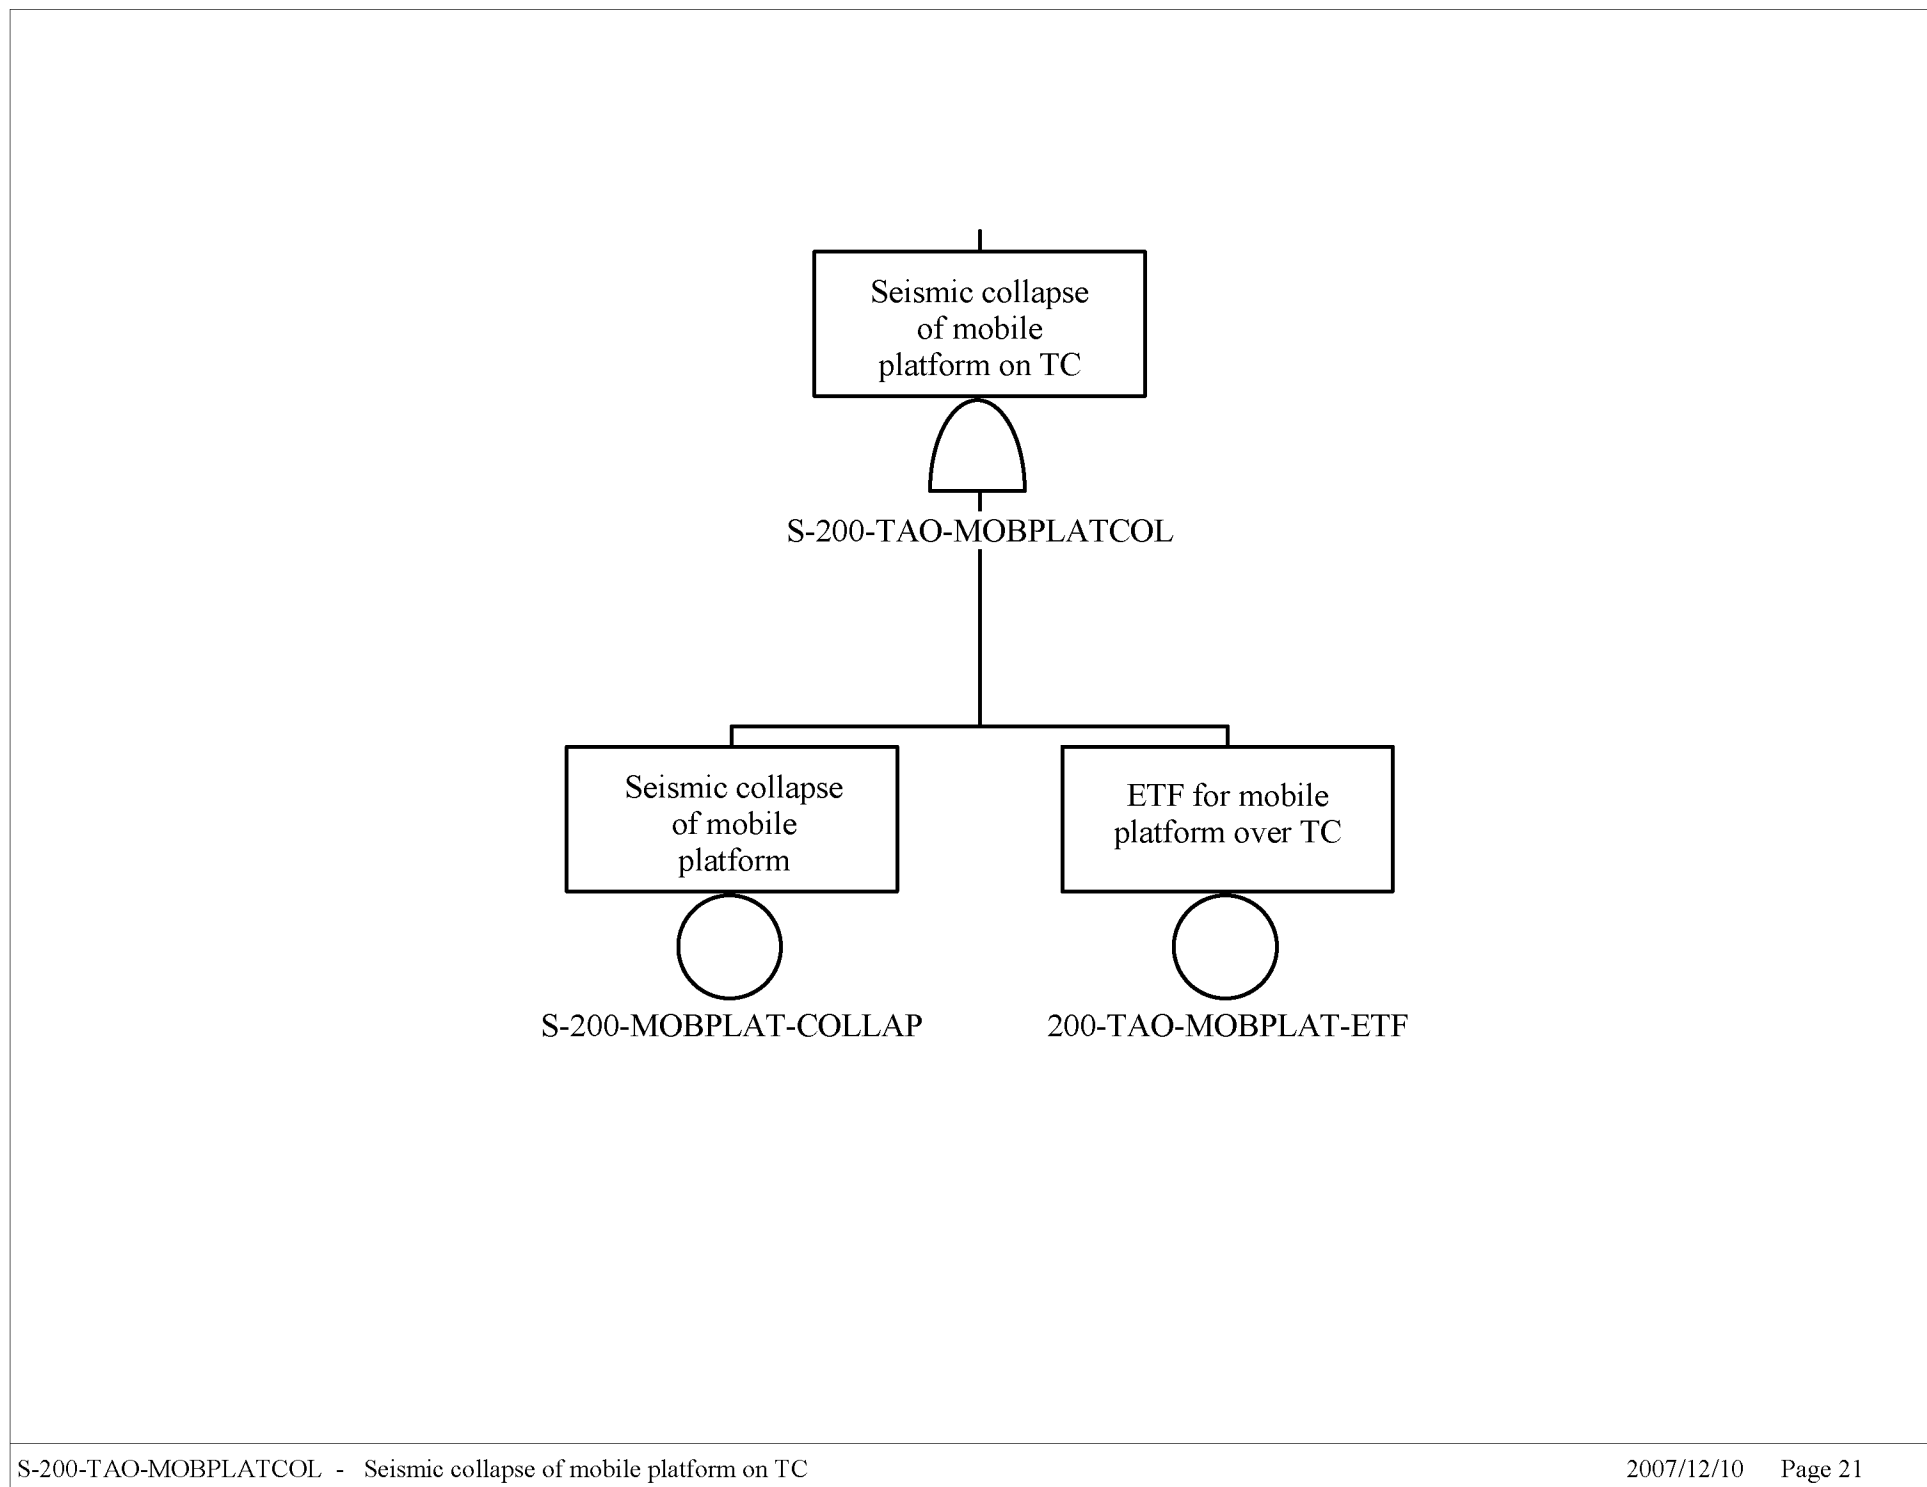 Seismic collapse
of mobile
platform on TC
S-200-TAO-MOBPLATCOL
Seismic collapse
of mobile
platform
S-200-MOBPLAT-COLLAP
ETF for mobile
platform over TC
200-TAO-MOBPLAT-ETF
S-200-TAO-MOBPLATCOL - Seismic collapse of mobile platform on TC
2007/12/10 Page 21